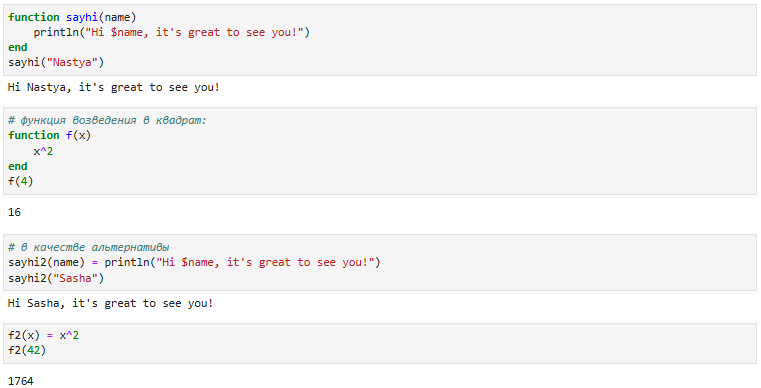 function sayhi(name)
    println("Hi $name, it's great to see you!")
end
sayhi("Nastya")
Hi Nastya, it's great to see you!
# функция возведения в квадрат:
function f(x)
    x^2
end
f(4)
16
# в качестве альтернативы
sayhi2(name) = println("Hi $name, it's great to see you!")
sayhi2("Sasha")
Hi Sasha, it's great to see you!
f2(x) = x^2
f2(42)
1764